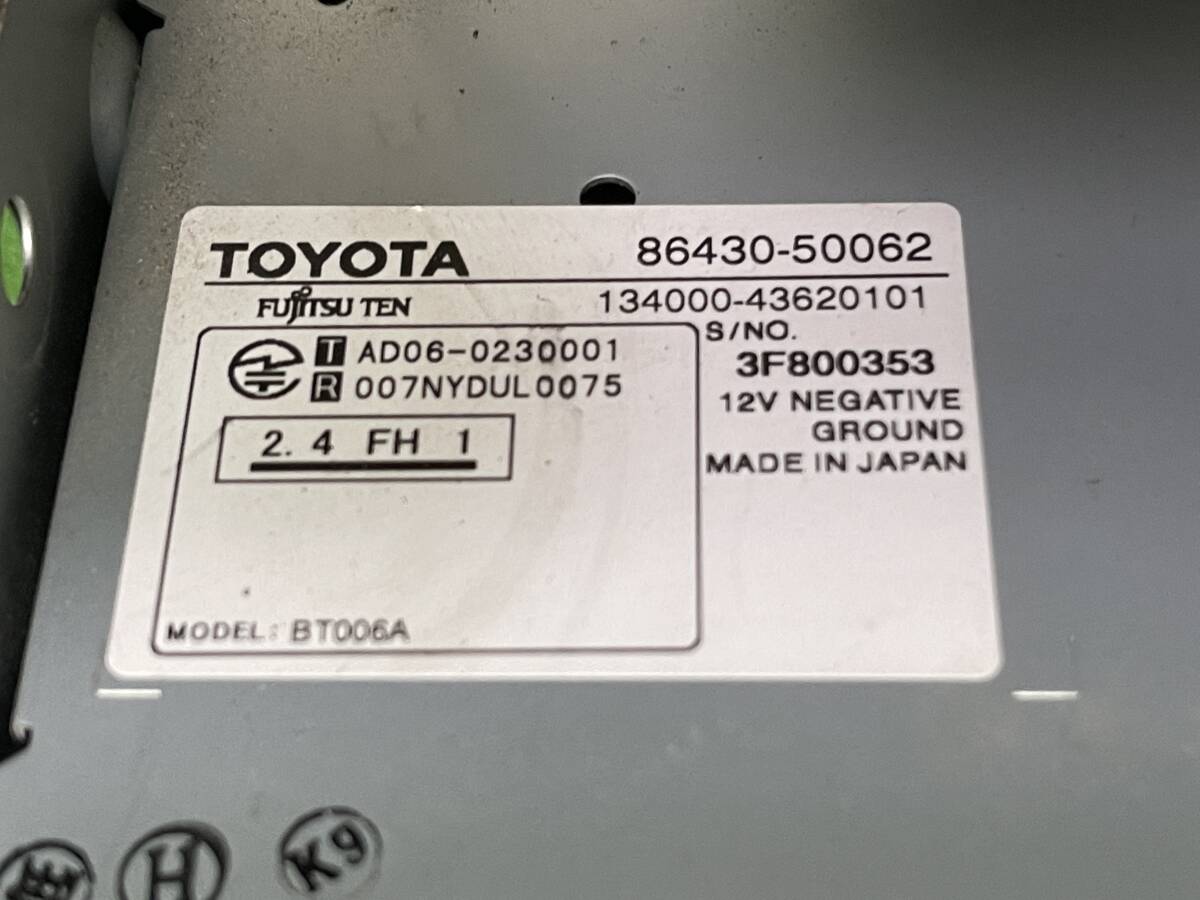 TOYOTA 86430-50062
FUJITSU TEN 134000-43620101
T AD06-0230001
R 007NYDUL0075
2.4 FH 1
MODEL: BT006A
S/NO.
3F800353
12V NEGATIVE
GROUND
MADE IN JAPAN
H
K9